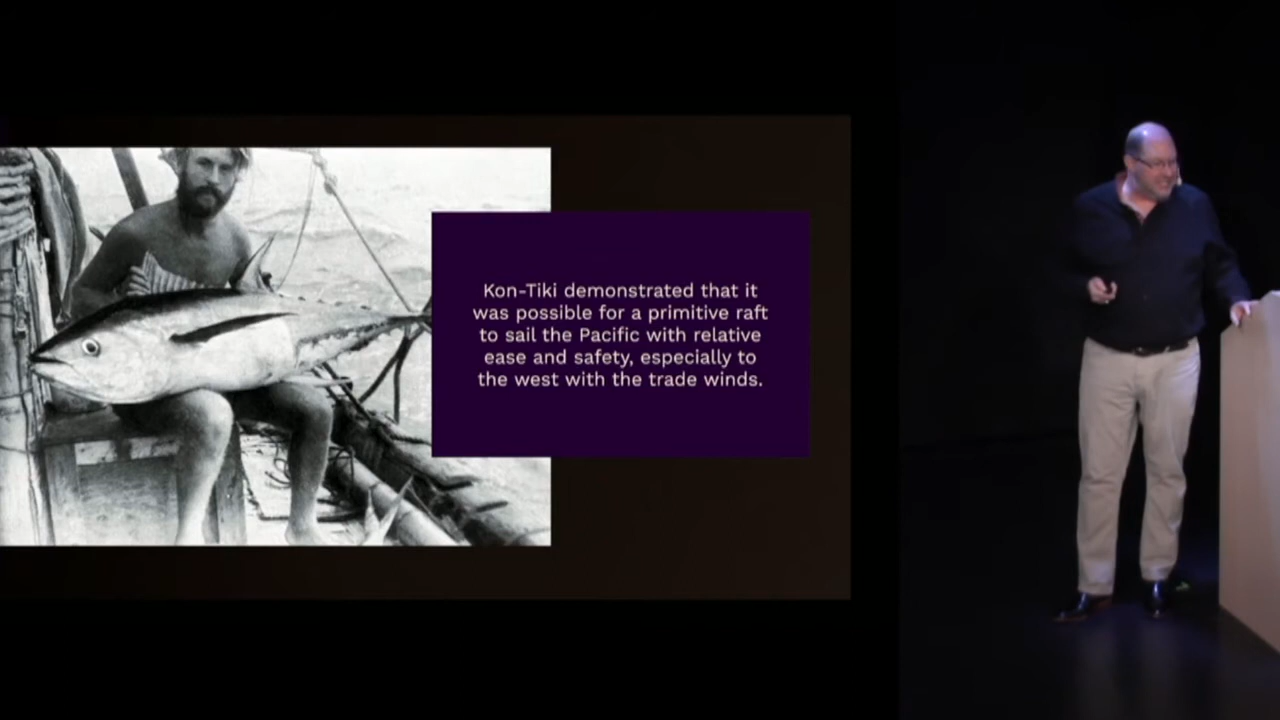 Kon-Tiki demonstrated that it
was possible for a primitive raft
to sail the Pacific with relative
ease and safety, especially to
the west with the trade winds.